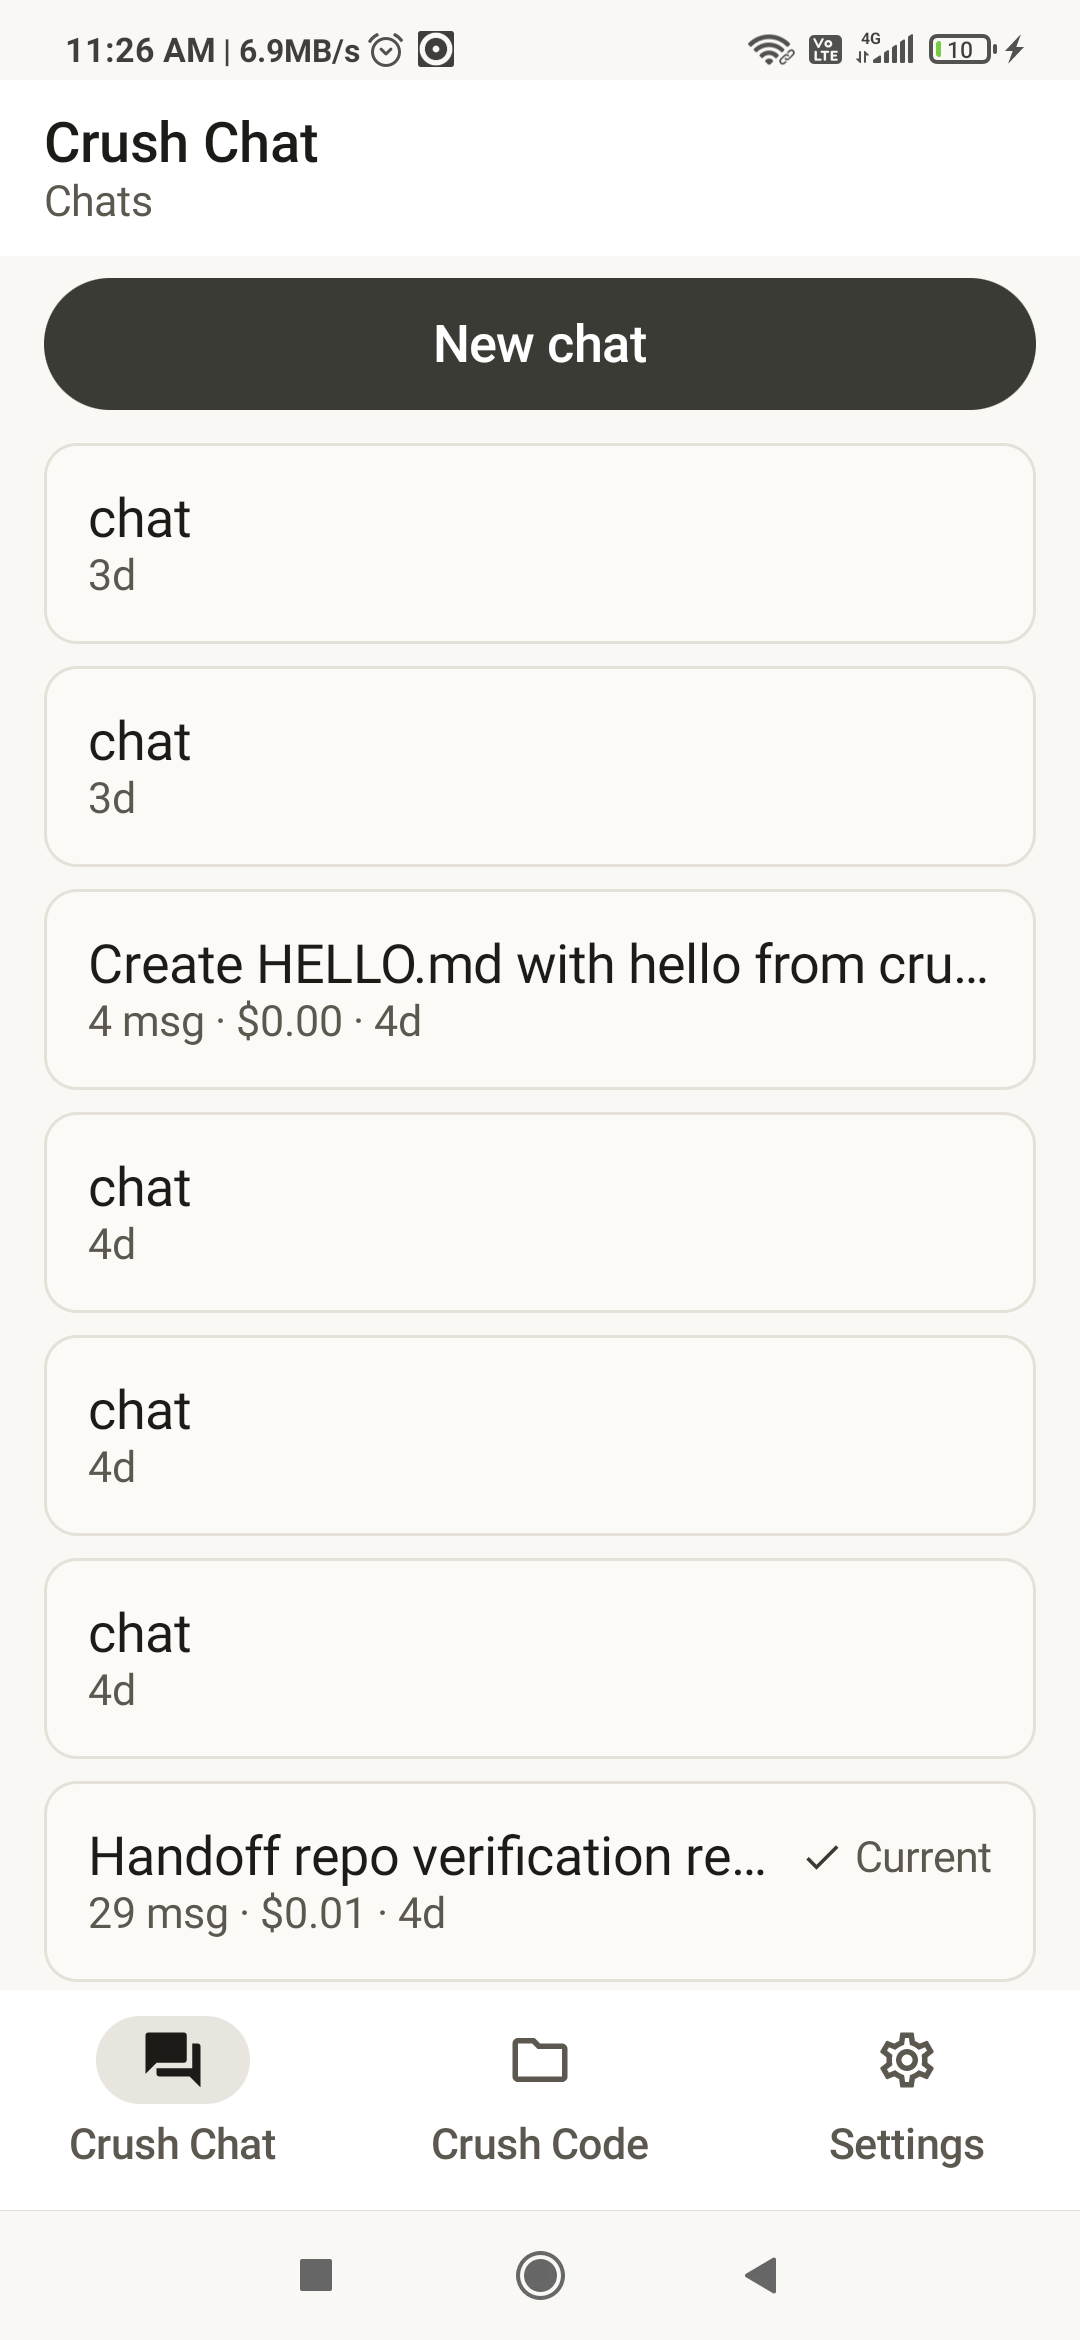 11:26 AM | 6.9MB/s
Vo LTE
4G
10
Crush Chat
Chats
New chat
chat
3d
chat
3d
Create HELLO.md with hello from cru...
4 msg · $0.00 · 4d
chat
4d
chat
4d
chat
4d
Handoff repo verification re...
Current
29 msg · $0.01 · 4d
Crush Chat
Crush Code
Settings